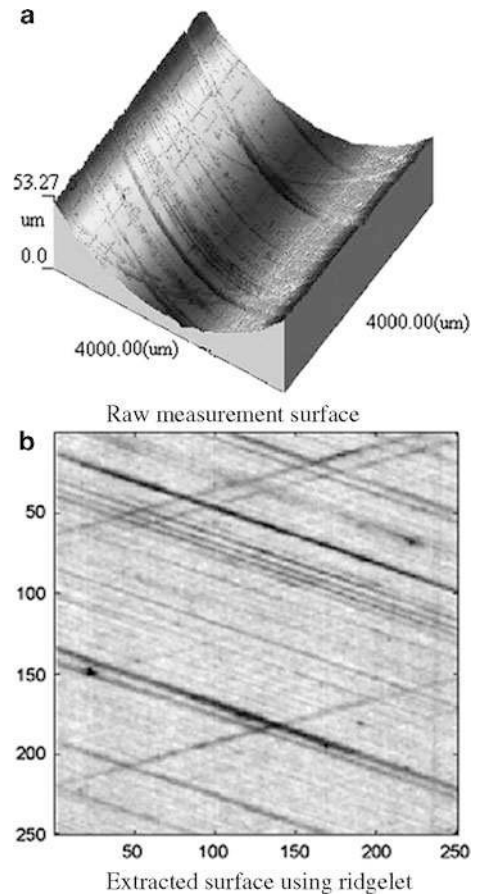 a
53.27
um
0.0
4000.00(um)
4000.00(um)
Raw measurement surface
b
50
100
150
200
250
50
100
150
200
250
Extracted surface using ridgelet